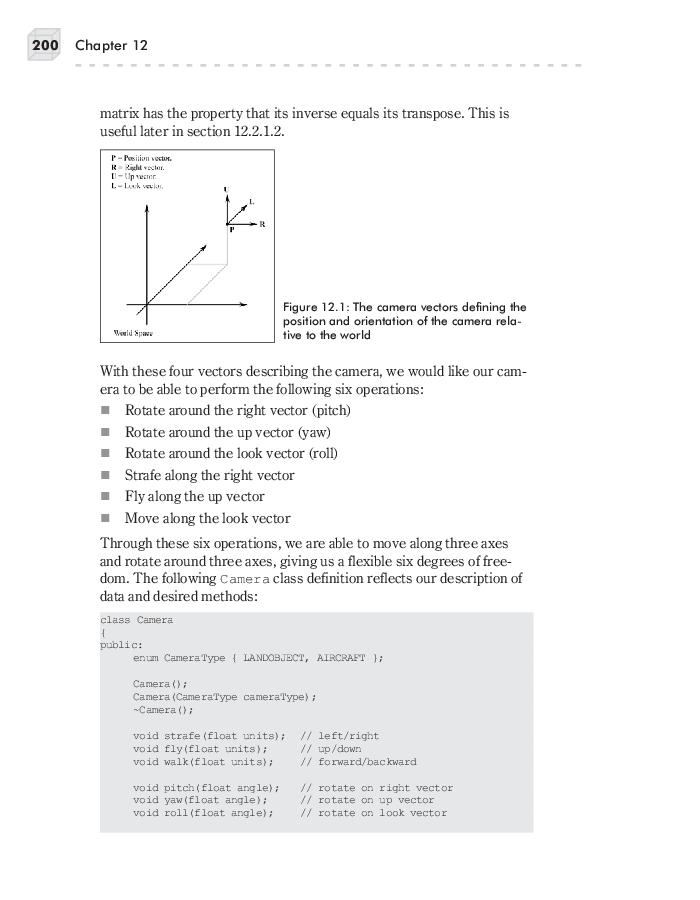 200 Chapter 12
matrix has the property that its inverse equals its transpose. This is
useful later in section 12.2.1.2.
P = Position vector.
R = Right vector.
U = Up vector.
L = Look vector.
U
L
R
P
World Space
Figure 12.1: The camera vectors defining the
position and orientation of the camera rela-
tive to the world
With these four vectors describing the camera, we would like our cam-
era to be able to perform the following six operations:
■ Rotate around the right vector (pitch)
■ Rotate around the up vector (yaw)
■ Rotate around the look vector (roll)
■ Strafe along the right vector
■ Fly along the up vector
■ Move along the look vector
Through these six operations, we are able to move along three axes
and rotate around three axes, giving us a flexible six degrees of free-
dom. The following Camera class definition reflects our description of
data and desired methods:
class Camera
{
public:
enum CameraType { LANDOBJECT, AIRCRAFT };
Camera();
Camera(CameraType cameraType);
~Camera();
void strafe(float units); // left/right
void fly(float units); // up/down
void walk(float units); // forward/backward
void pitch(float angle); // rotate on right vector
void yaw(float angle); // rotate on up vector
void roll(float angle); // rotate on look vector